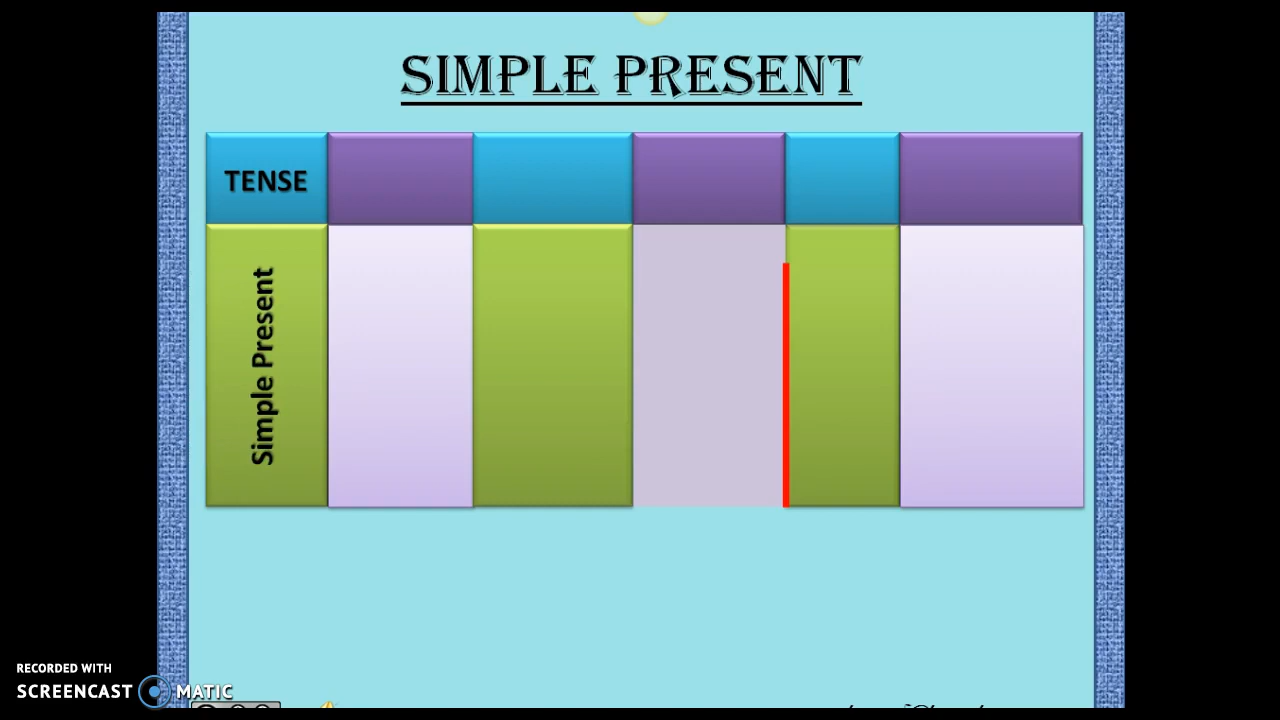 SIMPLE PRESENT
TENSE
Simple Present
RECORDED WITH
SCREENCAST MATIC